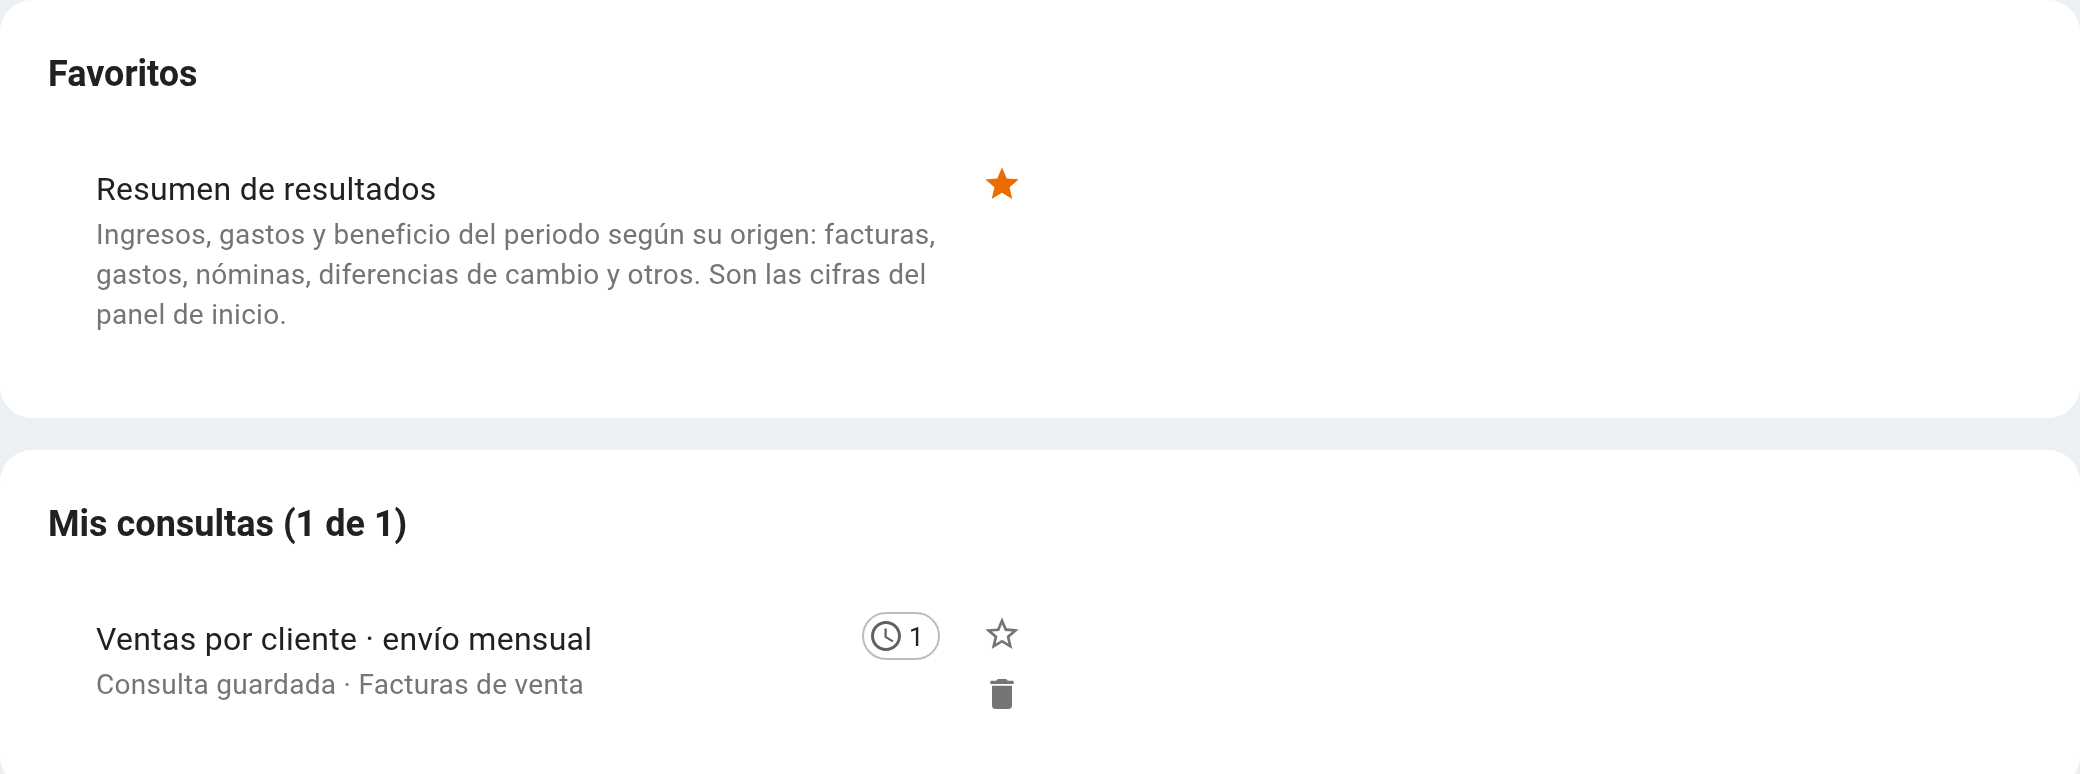 Favoritos
Resumen de resultados
Ingresos, gastos y beneficio del periodo según su origen: facturas,
gastos, nóminas, diferencias de cambio y otros. Son las cifras del
panel de inicio.
Mis consultas (1 de 1)
Ventas por cliente · envío mensual
1
Consulta guardada · Facturas de venta